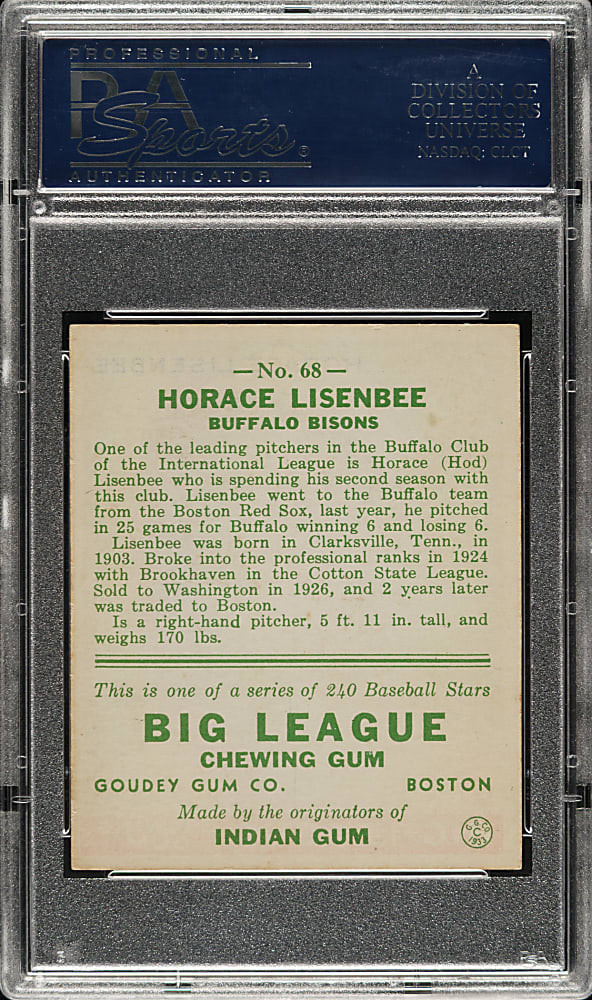 PROFESSIONAL
PSA
Sports®
AUTHENTICATOR
A
DIVISION OF
COLLECTORS
UNIVERSE
NASDAQ: CLCT
—No. 68—
HORACE LISENBEE
BUFFALO BISONS
One of the leading pitchers in the Buffalo Club
of the International League is Horace (Hod)
Lisenbee who is spending his second season with
this club. Lisenbee went to the Buffalo team
from the Boston Red Sox, last year, he pitched
in 25 games for Buffalo winning 6 and losing 6.
Lisenbee was born in Clarksville, Tenn., in
1903. Broke into the professional ranks in 1924
with Brookhaven in the Cotton State League.
Sold to Washington in 1926, and 2 years later
was traded to Boston.
Is a right-hand pitcher, 5 ft. 11 in. tall, and
weighs 170 lbs.
This is one of a series of 240 Baseball Stars
BIG LEAGUE
CHEWING GUM
GOUDEY GUM CO. BOSTON
Made by the originators of
INDIAN GUM
G. G. CO.
C
1933
PSA